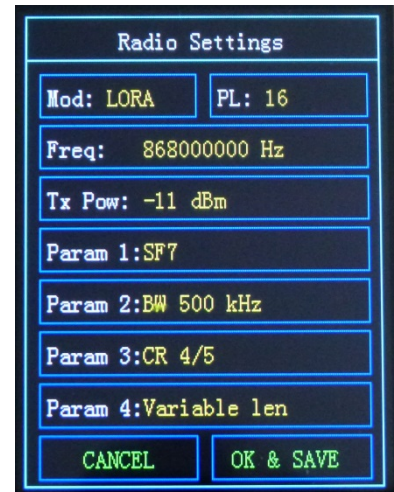 Radio Settings
Mod: LORA PL: 16
Freq: 868000000 Hz
Tx Pow: -11 dBm
Param 1:SF7
Param 2:BW 500 kHz
Param 3:CR 4/5
Param 4:Variable len
CANCEL OK & SAVE